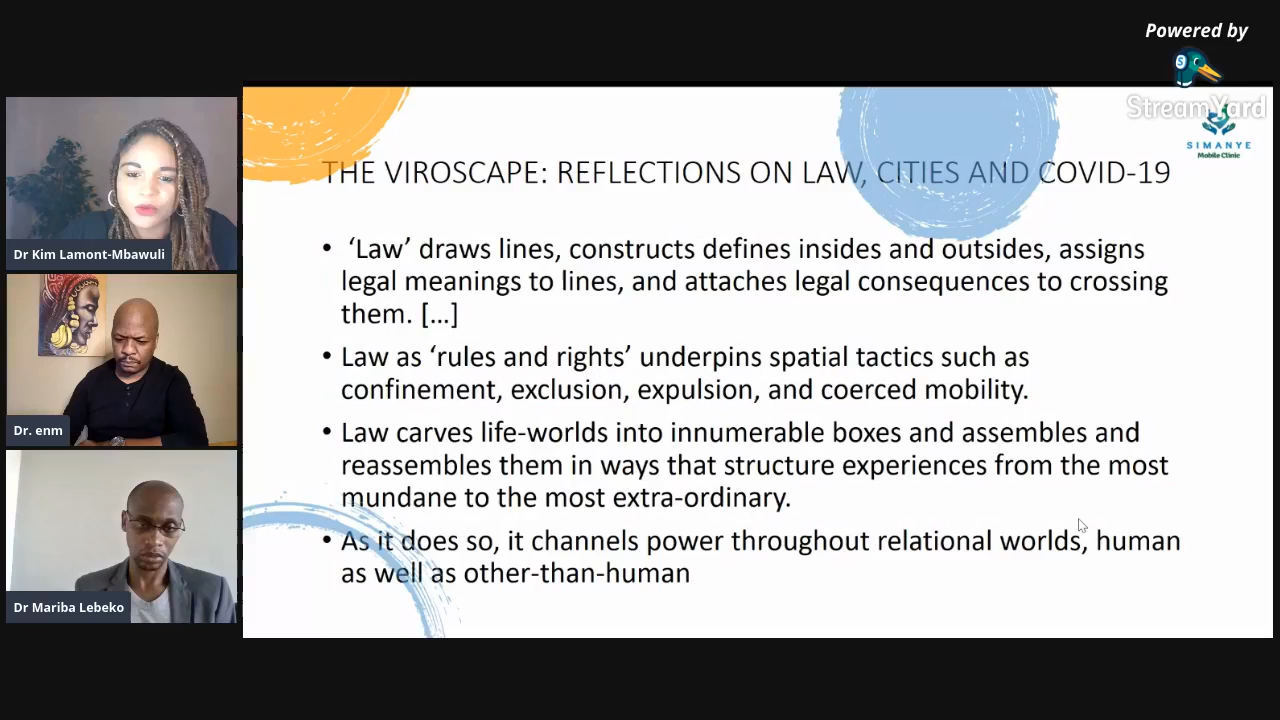 Powered by
StreamYard
SIMANYE
Mobile Clinic
Dr Kim Lamont-Mbawuli
Dr. enm
Dr Mariba Lebeko
THE VIROSCAPE: REFLECTIONS ON LAW, CITIES AND COVID-19
• ‘Law’ draws lines, constructs defines insides and outsides, assigns
legal meanings to lines, and attaches legal consequences to crossing
them. […]
• Law as ‘rules and rights’ underpins spatial tactics such as
confinement, exclusion, expulsion, and coerced mobility.
• Law carves life-worlds into innumerable boxes and assembles and
reassembles them in ways that structure experiences from the most
mundane to the most extra-ordinary.
• As it does so, it channels power throughout relational worlds, human
as well as other-than-human